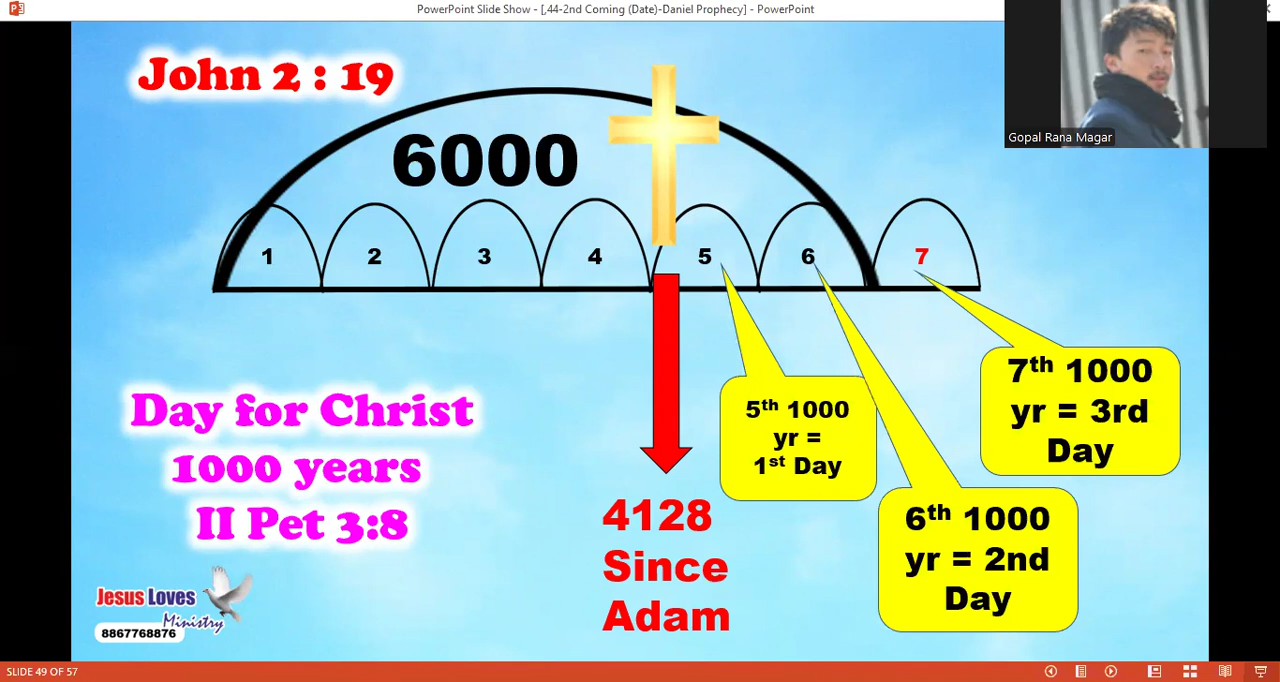 PowerPoint Slide Show - [,44-2nd Coming (Date)-Daniel Prophecy] - PowerPoint
Gopal Rana Magar
John 2 : 19
6000
1 2 3 4 5 6 7
Day for Christ
1000 years
II Pet 3:8
4128
Since
Adam
5th 1000
yr =
1st Day
6th 1000
yr = 2nd
Day
7th 1000
yr = 3rd
Day
Jesus Loves
Ministry
8867768876
SLIDE 49 OF 57